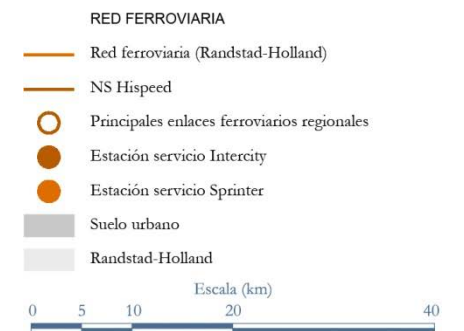 RED FERROVIARIA
Red ferroviaria (Randstad-Holland)
NS Hispeed
Principales enlaces ferroviarios regionales
Estación servicio Intercity
Estación servicio Sprinter
Suelo urbano
Randstad-Holland
Escala (km)
0 5 10 20 40